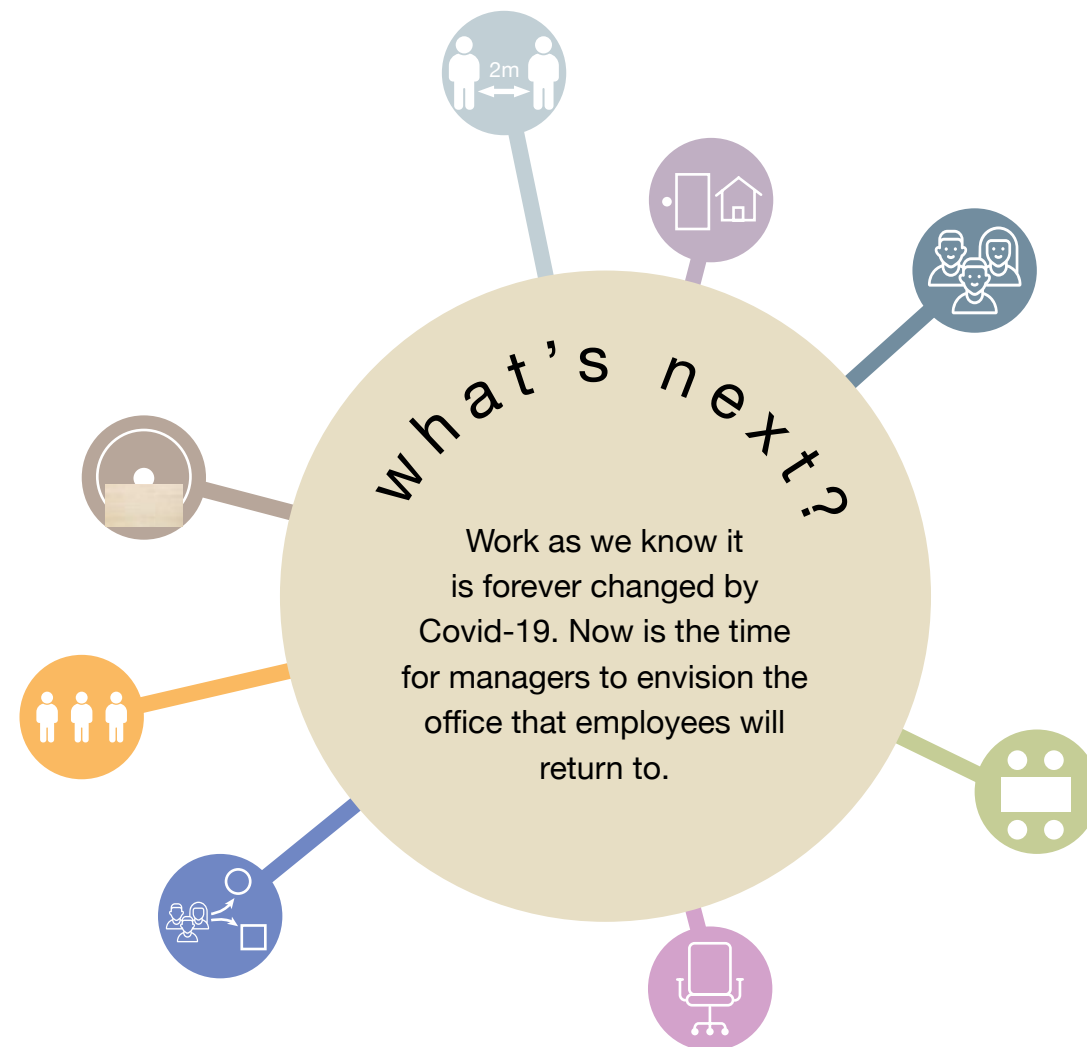 2m
what’s next?
Work as we know it
is forever changed by
Covid-19. Now is the time
for managers to envision the
office that employees will
return to.